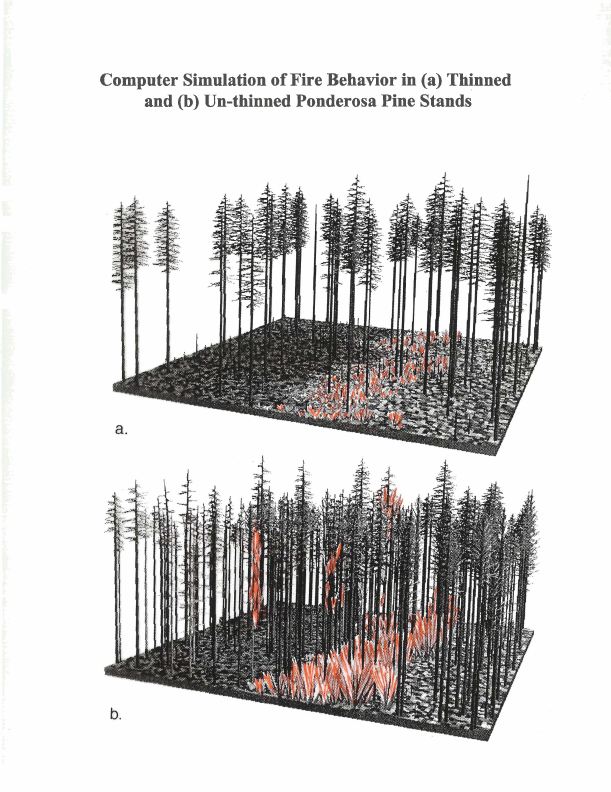 Computer Simulation of Fire Behavior in (a) Thinned
and (b) Un-thinned Ponderosa Pine Stands
a.
b.